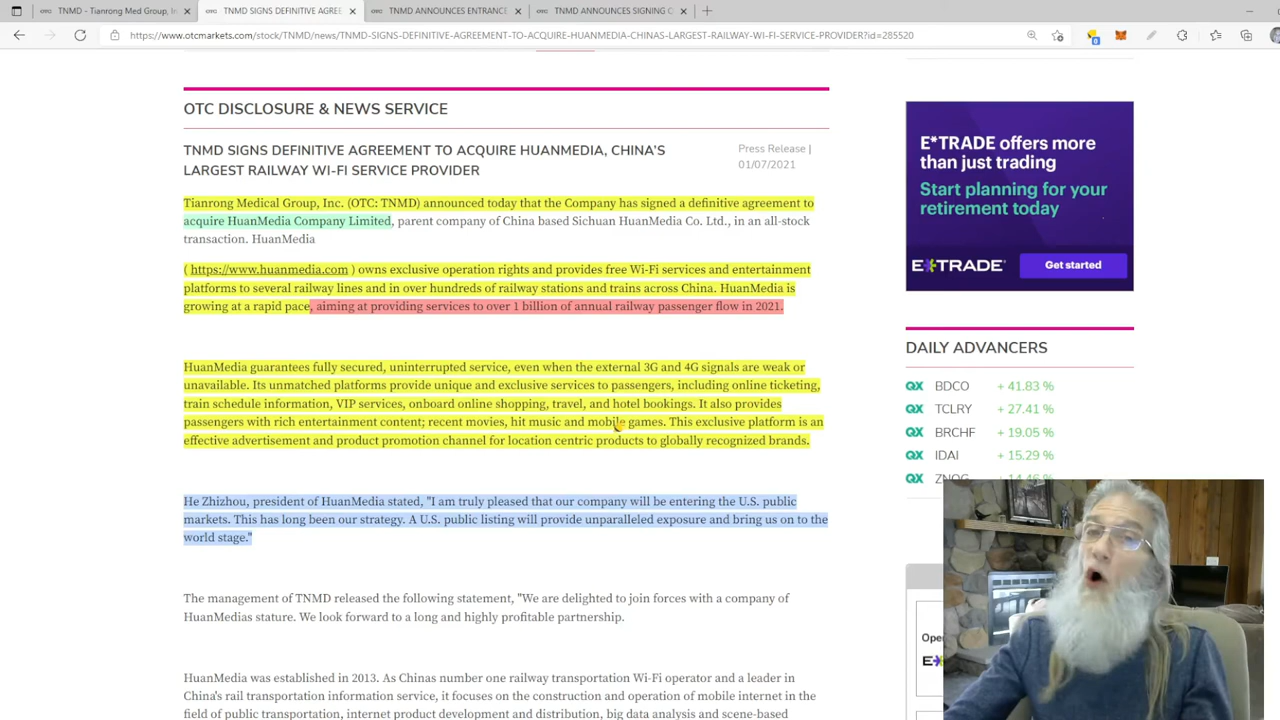 TNMD - Tianrong Med Group, In
TNMD SIGNS DEFINITIVE AGREE
TNMD ANNOUNCES ENTRANCE
TNMD ANNOUNCES SIGNING
https://www.otcmarkets.com/stock/TNMD/news/TNMD-SIGNS-DEFINITIVE-AGREEMENT-TO-ACQUIRE-HUANMEDIA-CHINAS-LARGEST-RAILWAY-WI-FI-SERVICE-PROVIDER?id=285520
OTC DISCLOSURE & NEWS SERVICE
TNMD SIGNS DEFINITIVE AGREEMENT TO ACQUIRE HUANMEDIA, CHINA'S
LARGEST RAILWAY WI-FI SERVICE PROVIDER
Press Release |
01/07/2021
Tianrong Medical Group, Inc. (OTC: TNMD) announced today that the Company has signed a definitive agreement to
acquire HuanMedia Company Limited, parent company of China based Sichuan HuanMedia Co. Ltd., in an all-stock
transaction. HuanMedia
( https://www.huanmedia.com ) owns exclusive operation rights and provides free Wi-Fi services and entertainment
platforms to several railway lines and in over hundreds of railway stations and trains across China. HuanMedia is
growing at a rapid pace, aiming at providing services to over 1 billion of annual railway passenger flow in 2021.
HuanMedia guarantees fully secured, uninterrupted service, even when the external 3G and 4G signals are weak or
unavailable. Its unmatched platforms provide unique and exclusive services to passengers, including online ticketing,
train schedule information, VIP services, onboard online shopping, travel, and hotel bookings. It also provides
passengers with rich entertainment content; recent movies, hit music and mobile games. This exclusive platform is an
effective advertisement and product promotion channel for location centric products to globally recognized brands.
He Zhizhou, president of HuanMedia stated, "I am truly pleased that our company will be entering the U.S. public
markets. This has long been our strategy. A U.S. public listing will provide unparalleled exposure and bring us on to the
world stage."
The management of TNMD released the following statement, "We are delighted to join forces with a company of
HuanMedias stature. We look forward to a long and highly profitable partnership.
HuanMedia was established in 2013. As Chinas number one railway transportation Wi-Fi operator and a leader in
China's rail transportation information service, it focuses on the construction and operation of mobile internet in the
field of public transportation, internet product development and distribution, big data analysis and scene-based
E*TRADE offers more
than just trading
Start planning for your
retirement today
E*TRADE
Get started
DAILY ADVANCERS
QX BDCO + 41.83 %
QX TCLRY + 27.41 %
QX BRCHF + 19.05 %
QX IDAI + 15.29 %
QX ZNOG + 14.46 %